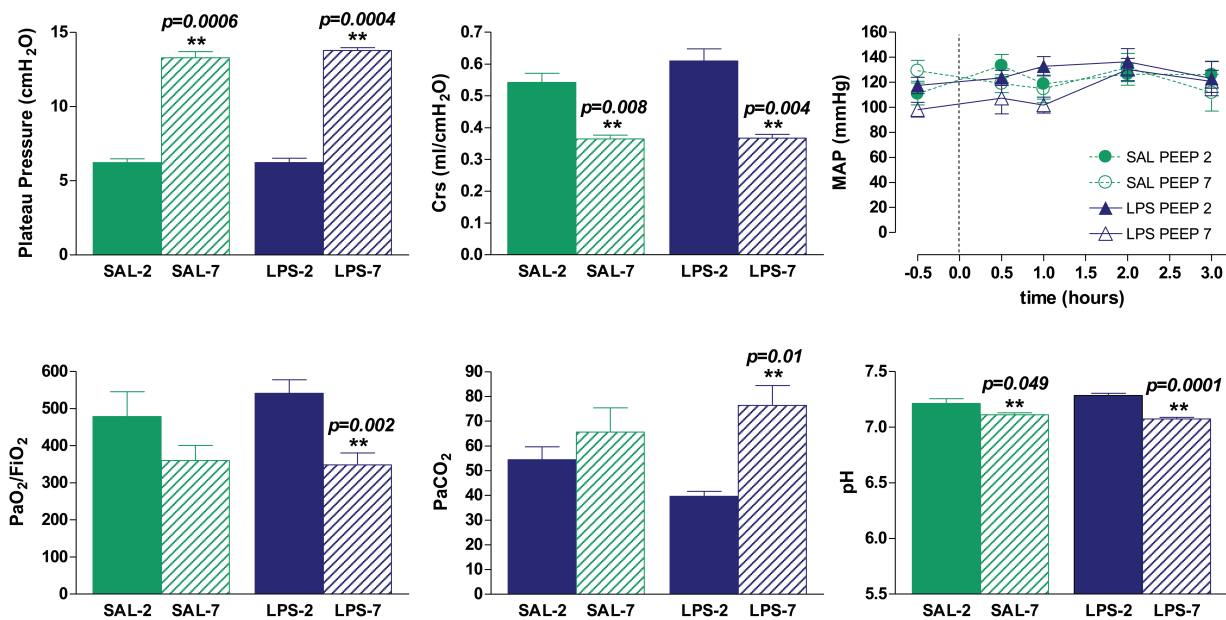 Plateau Pressure (cmH2O)
15
10
5
0
p=0.0006
**
p=0.0004
**
SAL-2 SAL-7 LPS-2 LPS-7
Crs (ml/cmH2O)
0.7
0.6
0.5
0.4
0.3
0.2
0.1
0.0
p=0.008
**
p=0.004
**
SAL-2 SAL-7 LPS-2 LPS-7
MAP (mmHg)
160
140
120
100
80
60
40
20
0
SAL PEEP 2
SAL PEEP 7
LPS PEEP 2
LPS PEEP 7
-0.5 0.0 0.5 1.0 1.5 2.0 2.5 3.0
time (hours)
PaO2/FiO2
600
500
400
300
200
100
0
p=0.002
**
SAL-2 SAL-7 LPS-2 LPS-7
PaCO2
90
80
70
60
50
40
30
20
10
0
p=0.01
**
SAL-2 SAL-7 LPS-2 LPS-7
pH
7.5
7.0
6.5
6.0
5.5
p=0.049
**
p=0.0001
**
SAL-2 SAL-7 LPS-2 LPS-7